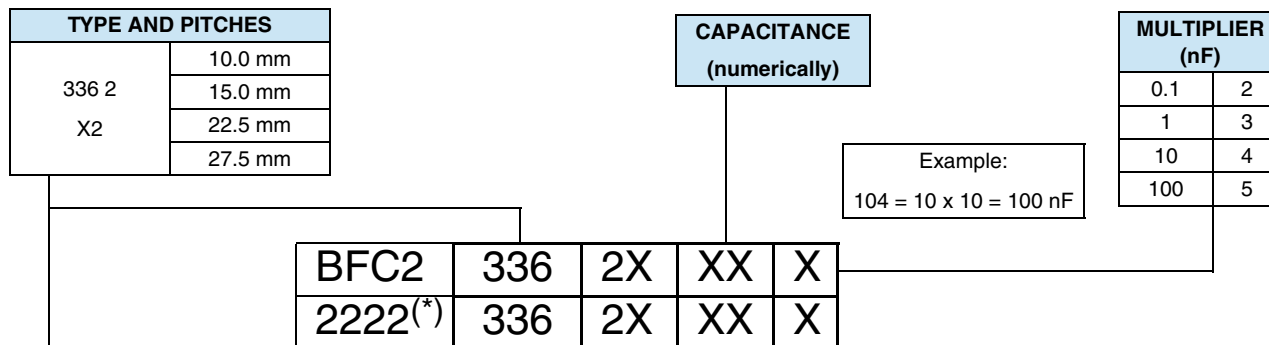 TYPE AND PITCHES
336 2
X2
10.0 mm
15.0 mm
22.5 mm
27.5 mm
CAPACITANCE
(numerically)
MULTIPLIER
(nF)
0.1 2
1 3
10 4
100 5
Example:
104 = 10 x 10 = 100 nF
BFC2 336 2X XX X
2222(*) 336 2X XX X